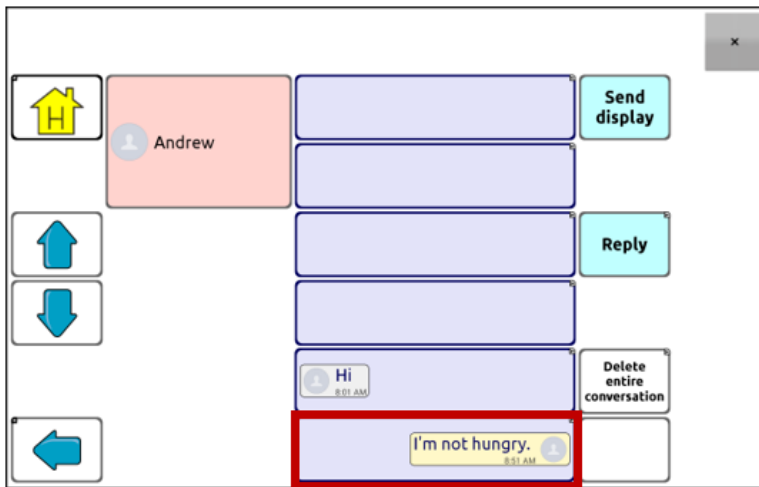 ×
H
Andrew
Send
display
Reply
Hi
8:01 AM
Delete
entire
conversation
I'm not hungry.
8:51 AM